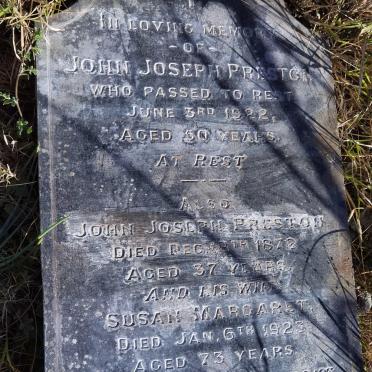 IN LOVING MEMORY
-OF-
JOHN JOSEPH PRESTON
WHO PASSED TO REST
JUNE 3RD 1922,
AGED 50 YEARS.
AT REST
ALSO
JOHN JOSEPH PRESTON
DIED 1872
AGED 37 YEARS.
AND HIS WIFE
SUSAN MARGARET,
DIED JAN. 6TH 1923,
AGED 73 YEARS